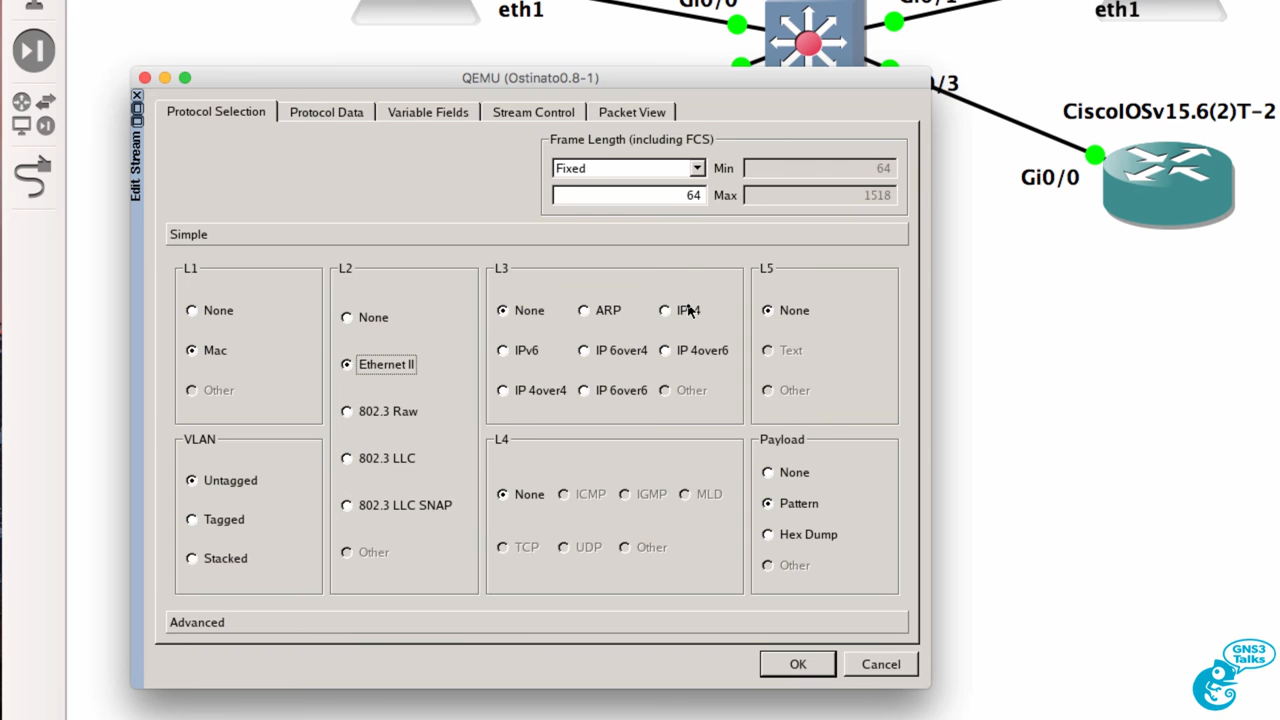 eth1
Gi0/0
Gi0/1
eth1
QEMU (Ostinato0.8-1)
0/3
CiscoIOSv15.6(2)T-2
Gi0/0
Edit Stream
Protocol Selection
Protocol Data
Variable Fields
Stream Control
Packet View
Frame Length (including FCS)
Fixed
Min
64
64
Max
1518
Simple
L1
None
Mac
Other
VLAN
Untagged
Tagged
Stacked
L2
None
Ethernet II
802.3 Raw
802.3 LLC
802.3 LLC SNAP
Other
L3
None
ARP
IPv4
IPv6
IP 6over4
IP 4over6
IP 4over4
IP 6over6
Other
L4
None
ICMP
IGMP
MLD
TCP
UDP
Other
L5
None
Text
Other
Payload
None
Pattern
Hex Dump
Other
Advanced
OK
Cancel
GNS3
Talks